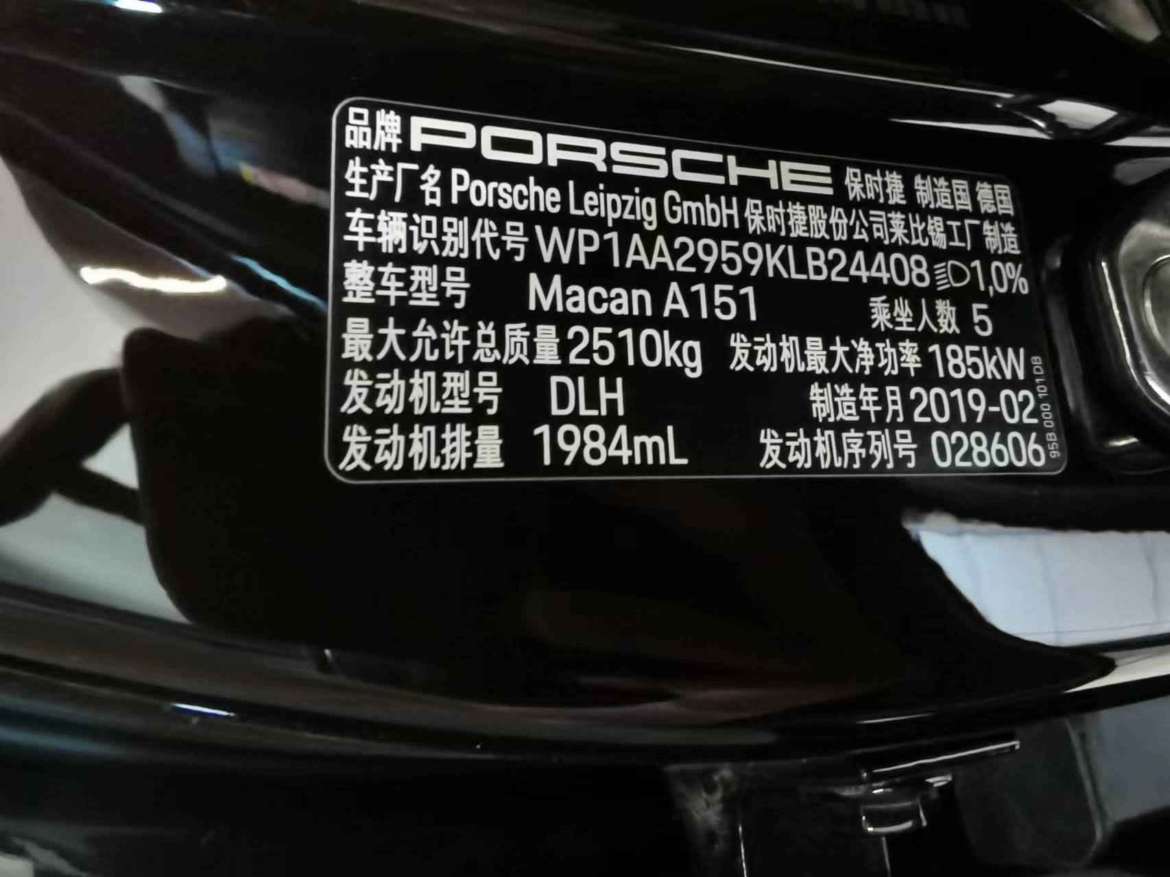 品牌 PORSCHE 保时捷 制造国 德国
生产厂名 Porsche Leipzig GmbH 保时捷股份公司莱比锡工厂制造
车辆识别代号 WP1AA2959KLB24408 1,0%
整车型号 Macan A151 乘坐人数 5
最大允许总质量 2510kg 发动机最大净功率 185kW
发动机型号 DLH 制造年月 2019-02
发动机排量 1984mL 发动机序列号 028606
95B 000 101 DB